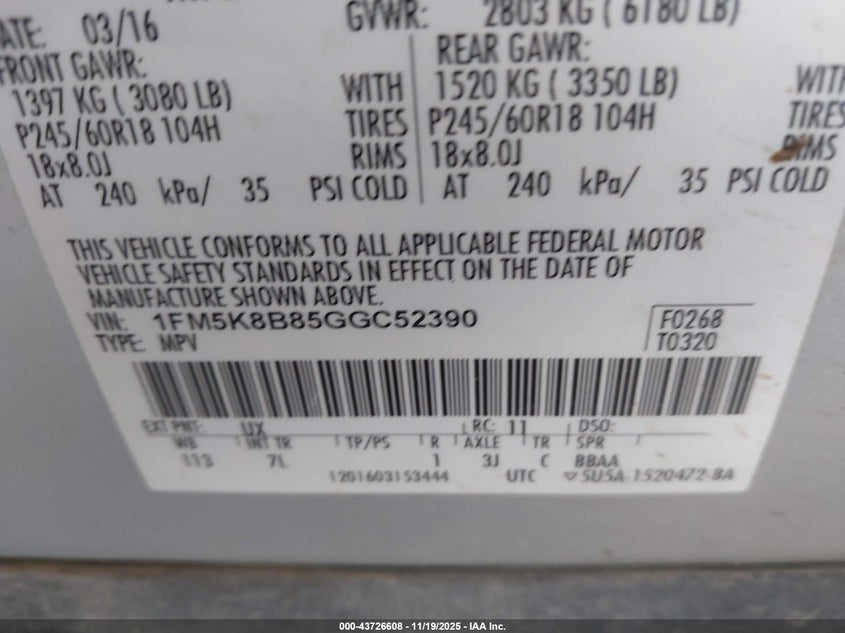 GVWR: 2803 KG ( 6180 LB)
DATE: 03/16
FRONT GAWR: REAR GAWR:
1397 KG ( 3080 LB) WITH 1520 KG ( 3350 LB) WITH
P245/60R18 104H TIRES P245/60R18 104H TIRES
18x8.0J RIMS 18x8.0J RIMS
AT 240 kPa/ 35 PSI COLD AT 240 kPa/ 35 PSI COLD
THIS VEHICLE CONFORMS TO ALL APPLICABLE FEDERAL MOTOR
VEHICLE SAFETY STANDARDS IN EFFECT ON THE DATE OF
MANUFACTURE SHOWN ABOVE.
VIN: 1FM5K8B85GGC52390 F0268
TYPE: MPV T0320
EXT PNT: UX RC: 11 DSO:
WB INT TR TP/PS R AXLE TR SPR
113 7L 1 3J C BBAA
1201603153444 UTC ▽5U5A-1520472-BA
000-43726608 - 11/19/2025 - IAA Inc.